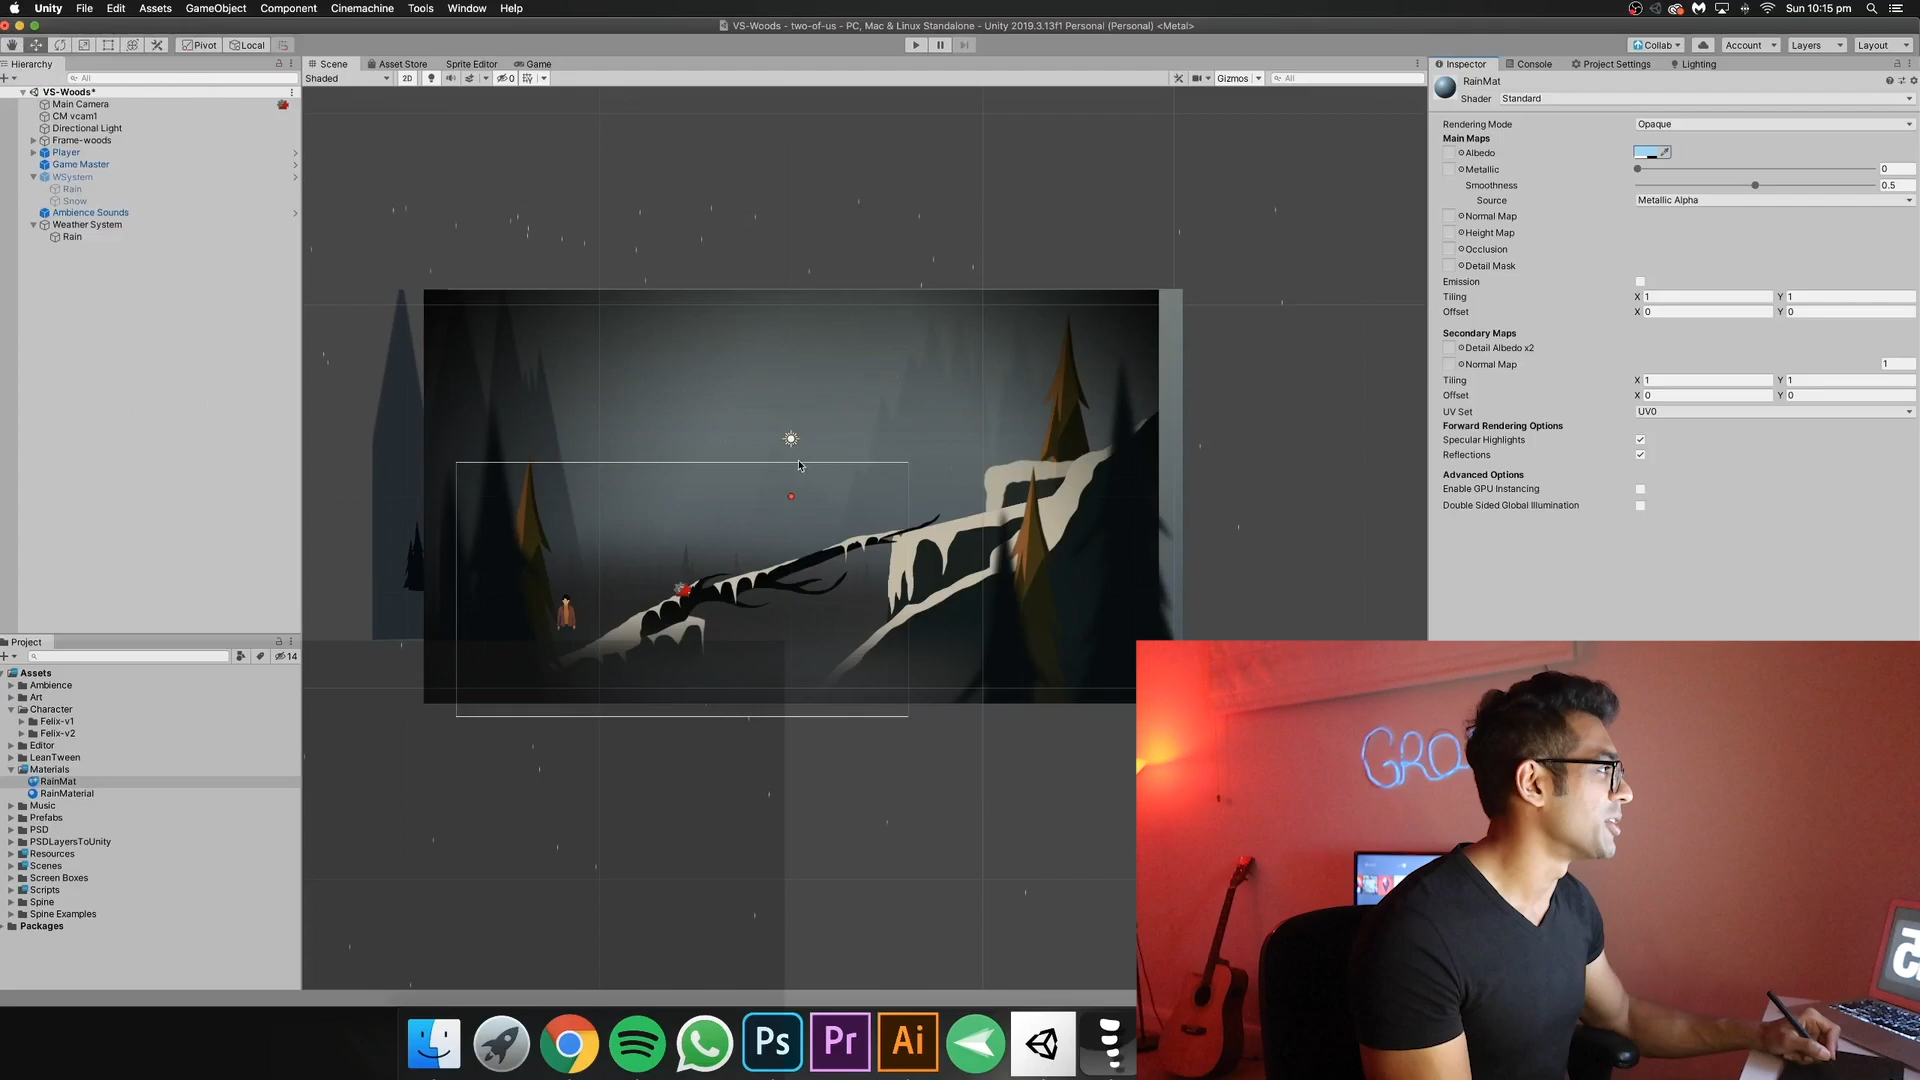 Unity File Edit Assets GameObject Component Cinemachine Tools Window Help Sun 10:15 pm
VS-Woods - two-of-us - PC, Mac & Linux Standalone - Unity 2019.3.13f1 Personal (Personal) <Metal>
Pivot Local Collab Account Layers Layout
Hierarchy Scene Asset Store Sprite Editor Game Inspector Console Project Settings Lighting
All Shaded 2D 0 Gizmos All
RainMat
Shader Standard
VS-Woods*
Main Camera
CM vcam1
Directional Light
Frame-woods
Player
Game Master
WSystem
Rain
Snow
Ambience Sounds
Weather System
Rain
Rendering Mode Opaque
Main Maps
Albedo
Metallic 0
Smoothness 0.5
Source Metallic Alpha
Normal Map
Height Map
Occlusion
Detail Mask
Emission
Tiling X 1 Y 1
Offset X 0 Y 0
Secondary Maps
Detail Albedo x2
Normal Map 1
Tiling X 1 Y 1
Offset X 0 Y 0
UV Set UV0
Forward Rendering Options
Specular Highlights
Reflections
Advanced Options
Enable GPU Instancing
Double Sided Global Illumination
Project
14
Assets
Ambience
Art
Character
Felix-v1
Felix-v2
Editor
LeanTween
Materials
RainMat
RainMaterial
Music
Prefabs
PSD
PSDLayersToUnity
Resources
Scenes
Screen Boxes
Scripts
Spine
Spine Examples
Packages
Ps Pr Ai